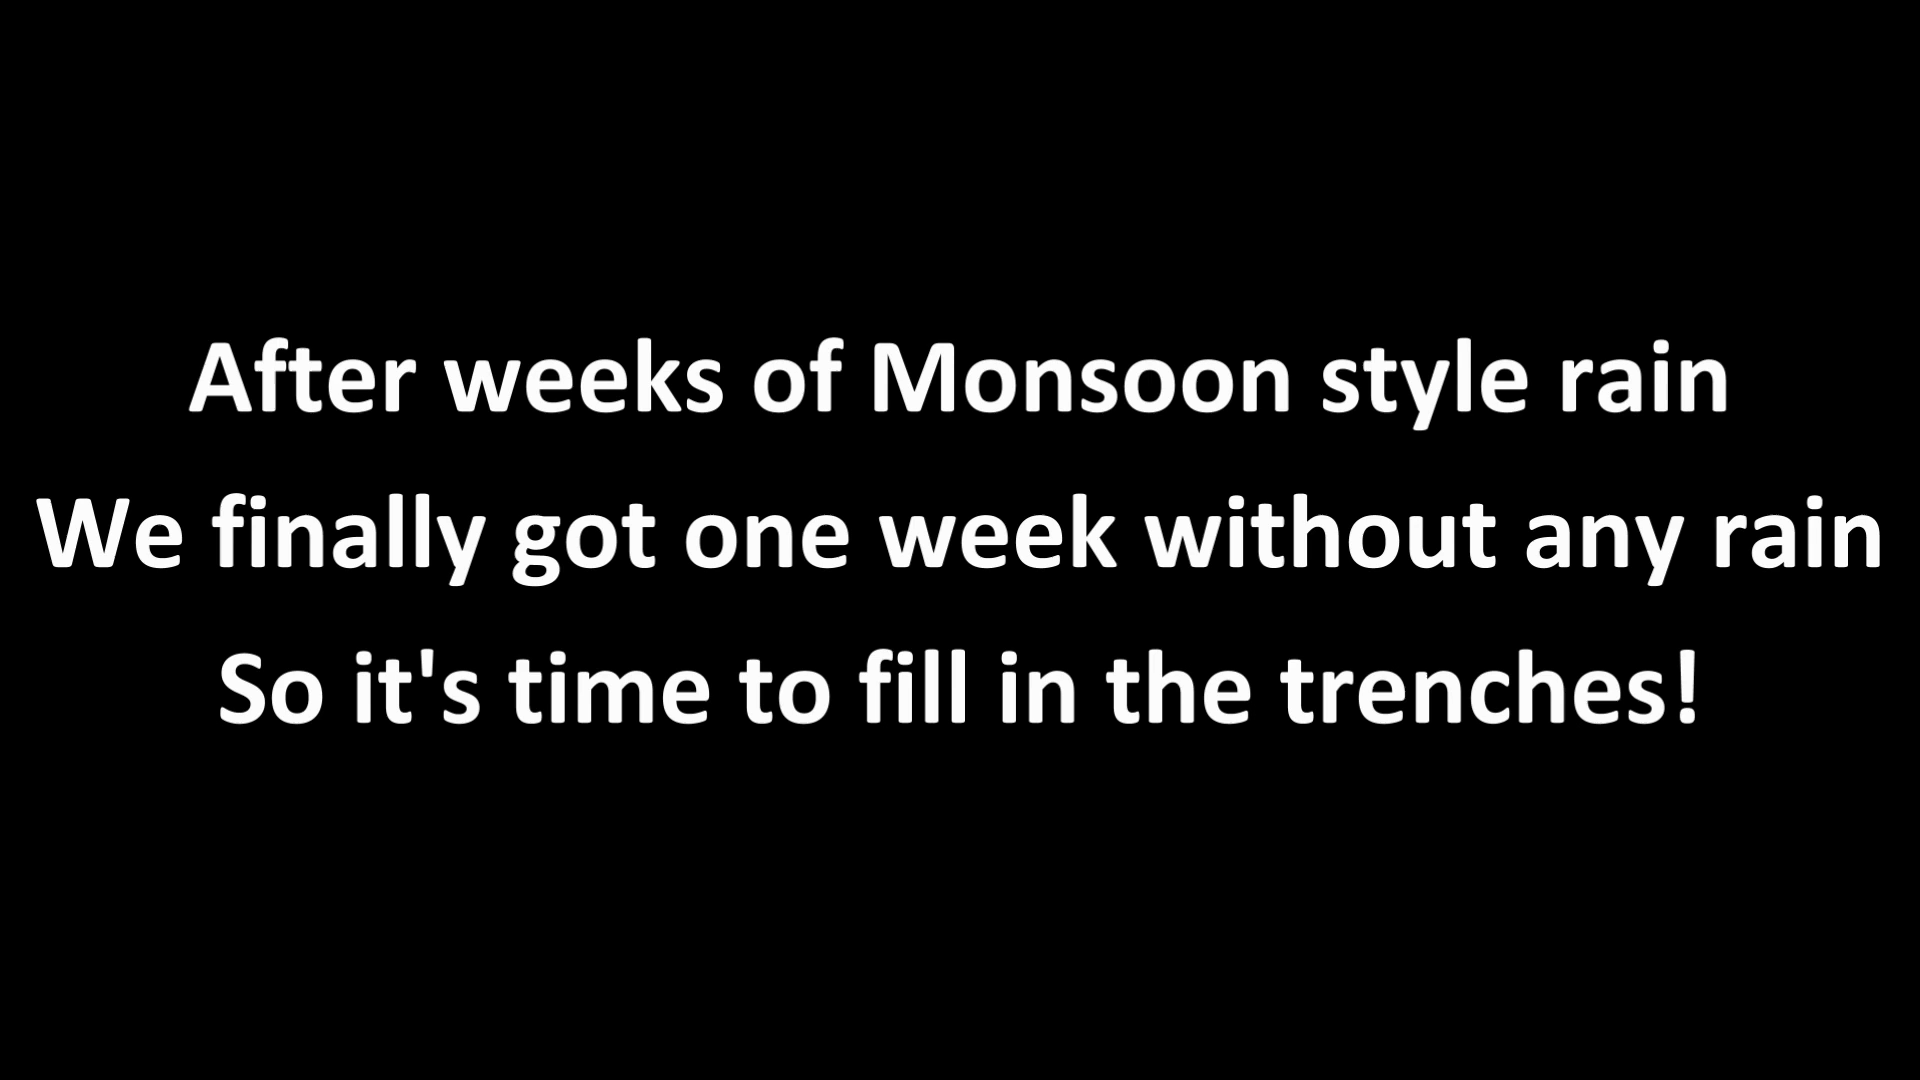 After weeks of Monsoon style rain
We finally got one week without any rain
So it's time to fill in the trenches!